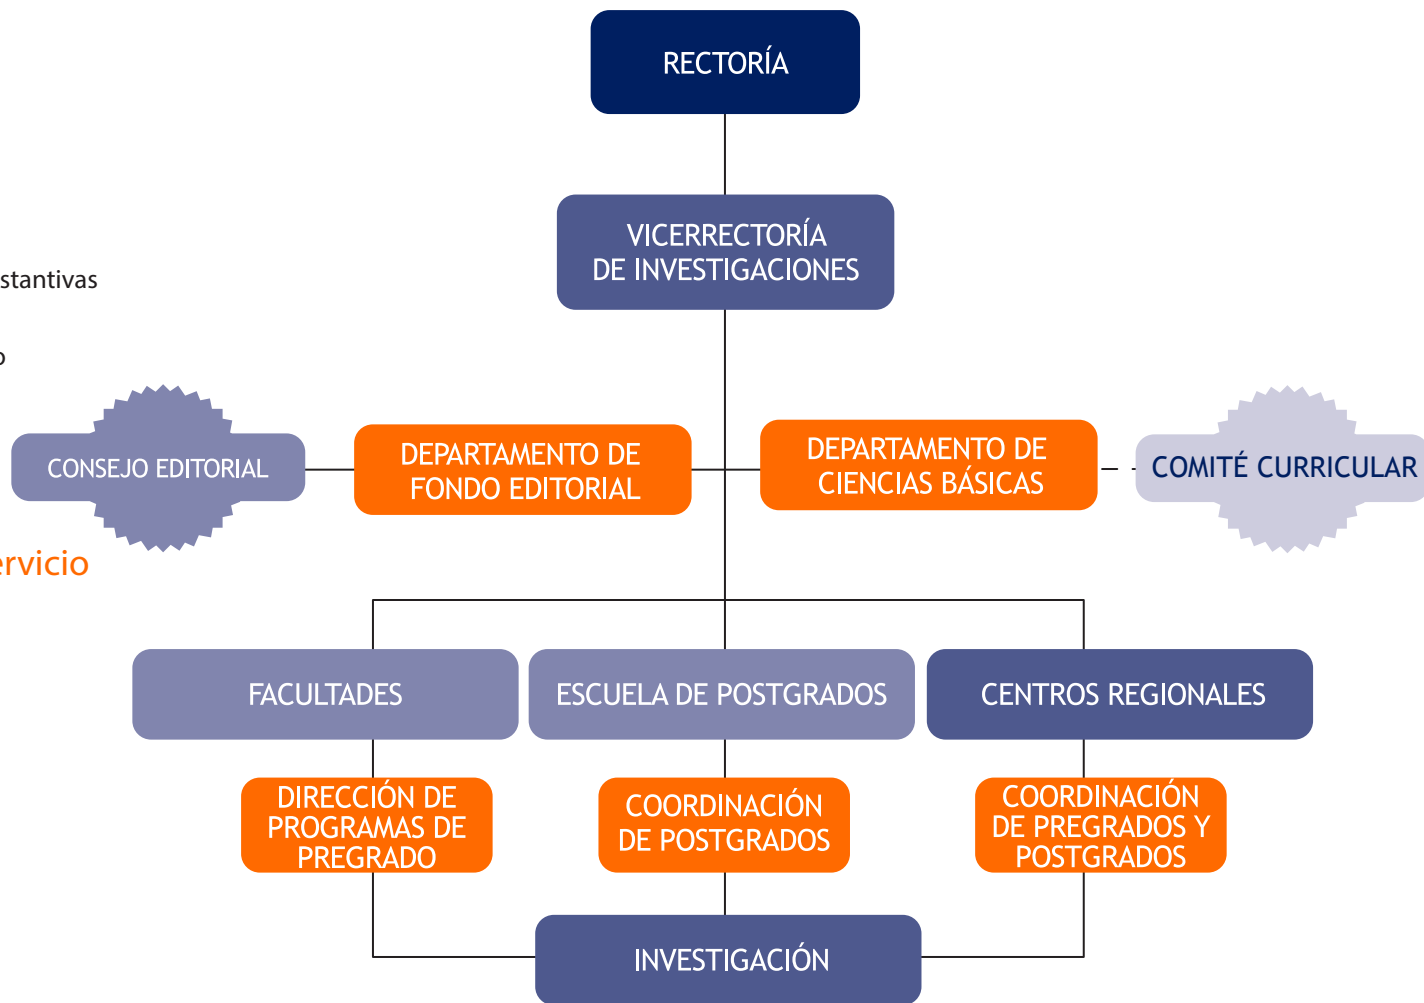 RECTORÍA
VICERRECTORÍA
DE INVESTIGACIONES
stantivas
o
CONSEJO EDITORIAL
DEPARTAMENTO DE
FONDO EDITORIAL
DEPARTAMENTO DE
CIENCIAS BÁSICAS
COMITÉ CURRICULAR
ervicio
FACULTADES
ESCUELA DE POSTGRADOS
CENTROS REGIONALES
DIRECCIÓN DE
PROGRAMAS DE
PREGRADO
COORDINACIÓN
DE POSTGRADOS
COORDINACIÓN
DE PREGRADOS Y
POSTGRADOS
INVESTIGACIÓN